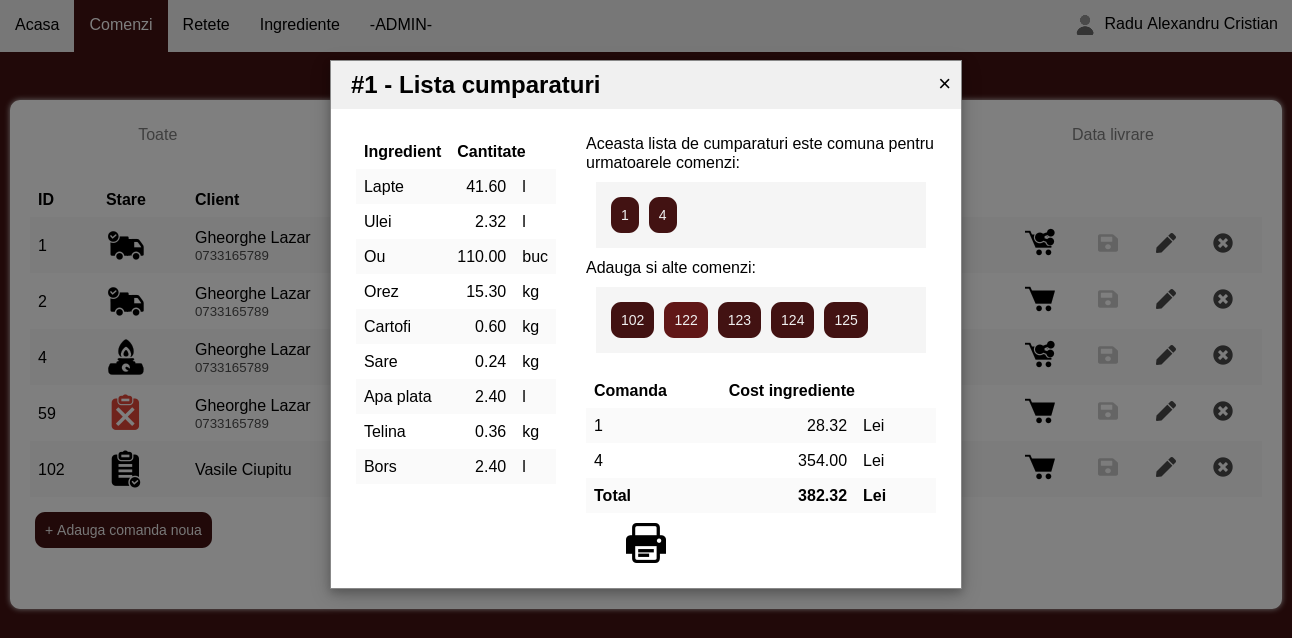 Acasa Comenzi Retete Ingrediente -ADMIN- Radu Alexandru Cristian
#1 - Lista cumparaturi ×
Toate Data livrare
ID Stare Client
1 Gheorghe Lazar
0733165789
2 Gheorghe Lazar
0733165789
4 Gheorghe Lazar
0733165789
59 Gheorghe Lazar
0733165789
102 Vasile Ciupitu
+ Adauga comanda noua
Ingredient Cantitate
Lapte 41.60 l
Ulei 2.32 l
Ou 110.00 buc
Orez 15.30 kg
Cartofi 0.60 kg
Sare 0.24 kg
Apa plata 2.40 l
Telina 0.36 kg
Bors 2.40 l
Aceasta lista de cumparaturi este comuna pentru
urmatoarele comenzi:
1 4
Adauga si alte comenzi:
102 122 123 124 125
Comanda Cost ingrediente
1 28.32 Lei
4 354.00 Lei
Total 382.32 Lei